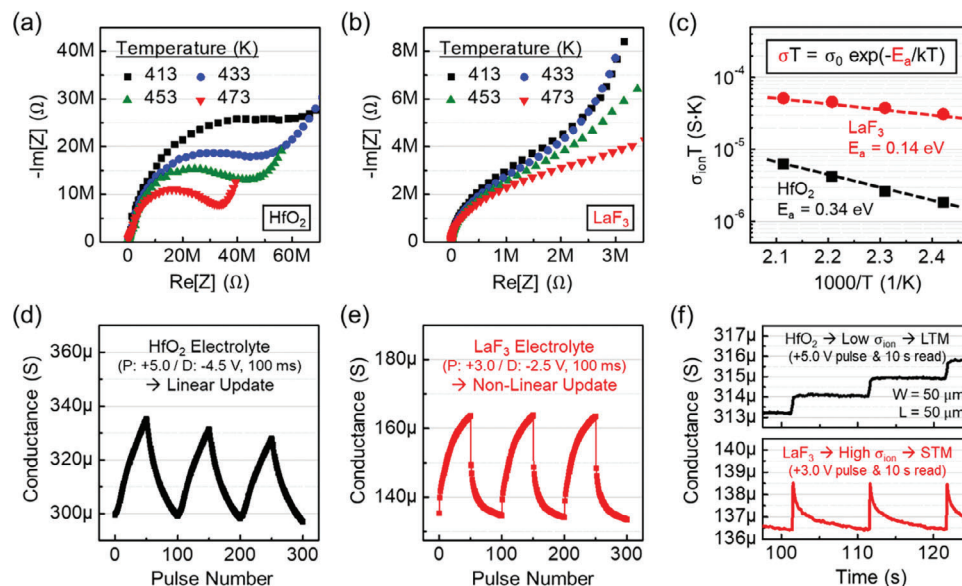 (a)
40M
30M
20M
10M
0
-Im[Z] (Ω)
Temperature (K)
413 433
453 473
HfO₂
0 20M 40M 60M
Re[Z] (Ω)
(b)
8M
6M
4M
2M
0
-Im[Z] (Ω)
Temperature (K)
413 433
453 473
LaF₃
0 1M 2M 3M
Re[Z] (Ω)
(c)
σT = σ₀ exp(-Eₐ/kT)
10⁻⁴
10⁻⁵
10⁻⁶
σᵢₒₙT (S·K)
LaF₃
Eₐ = 0.14 eV
HfO₂
Eₐ = 0.34 eV
2.1 2.2 2.3 2.4
1000/T (1/K)
(d)
360µ
340µ
320µ
300µ
Conductance (S)
HfO₂ Electrolyte
(P: +5.0 / D: -4.5 V, 100 ms)
→ Linear Update
0 100 200 300
Pulse Number
(e)
180µ
160µ
140µ
Conductance (S)
LaF₃ Electrolyte
(P: +3.0 / D: -2.5 V, 100 ms)
→ Non-Linear Update
0 100 200 300
Pulse Number
(f)
317µ
316µ
315µ
314µ
313µ
HfO₂ → Low σᵢₒₙ → LTM
(+5.0 V pulse & 10 s read)
W = 50 µm
L = 50 µm
Conductance (S)
140µ
139µ
138µ
137µ
136µ
LaF₃ → High σᵢₒₙ → STM
(+3.0 V pulse & 10 s read)
100 110 120
Time (s)